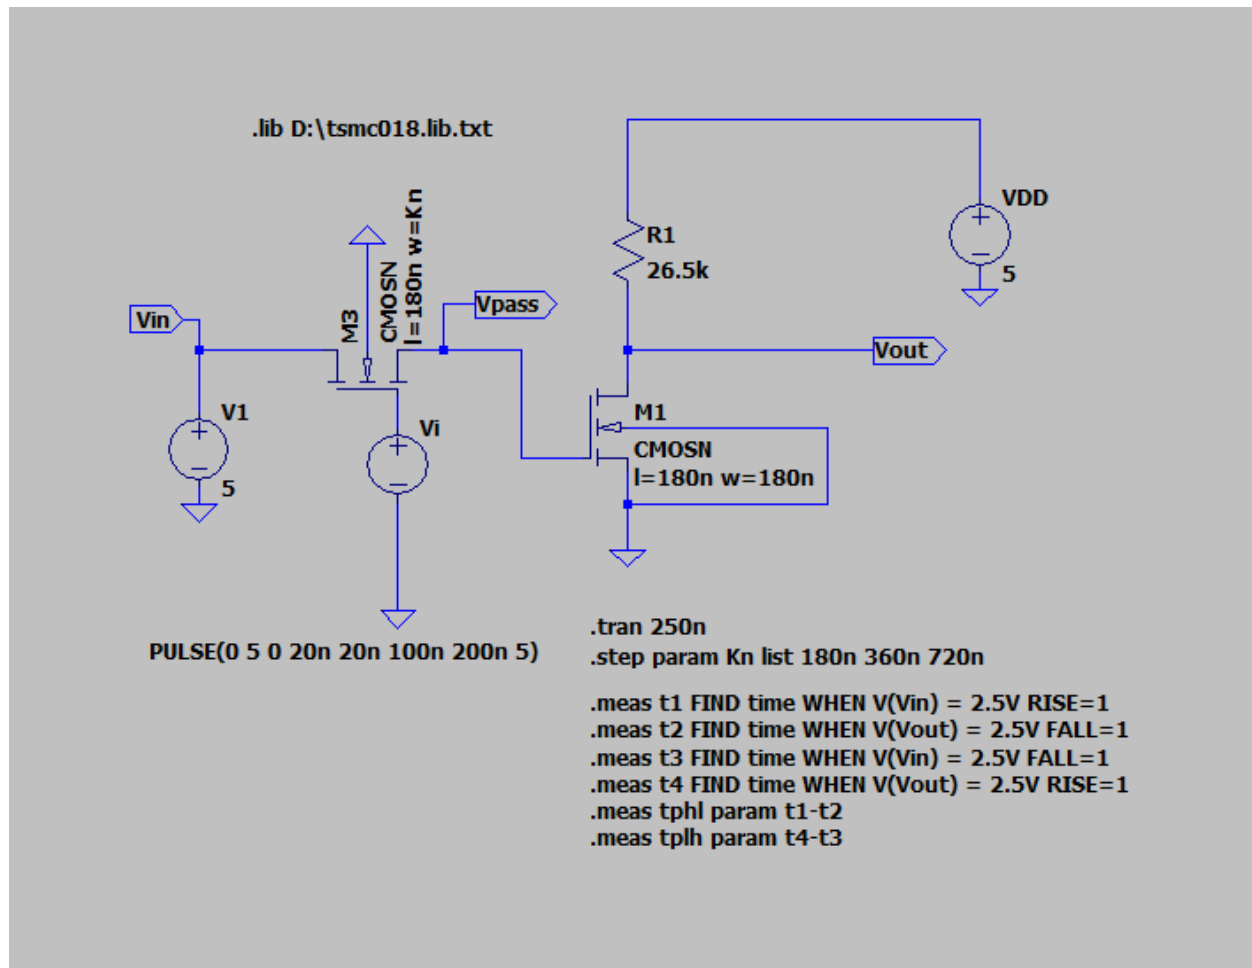 .lib D:\tsmc018.lib.txt
VDD
5
R1
26.5k
M3
CMOSN
l=180n w=Kn
Vpass
Vin
Vout
V1
5
Vi
M1
CMOSN
l=180n w=180n
PULSE(0 5 0 20n 20n 100n 200n 5)
.tran 250n
.step param Kn list 180n 360n 720n
.meas t1 FIND time WHEN V(Vin) = 2.5V RISE=1
.meas t2 FIND time WHEN V(Vout) = 2.5V FALL=1
.meas t3 FIND time WHEN V(Vin) = 2.5V FALL=1
.meas t4 FIND time WHEN V(Vout) = 2.5V RISE=1
.meas tphl param t1-t2
.meas tplh param t4-t3